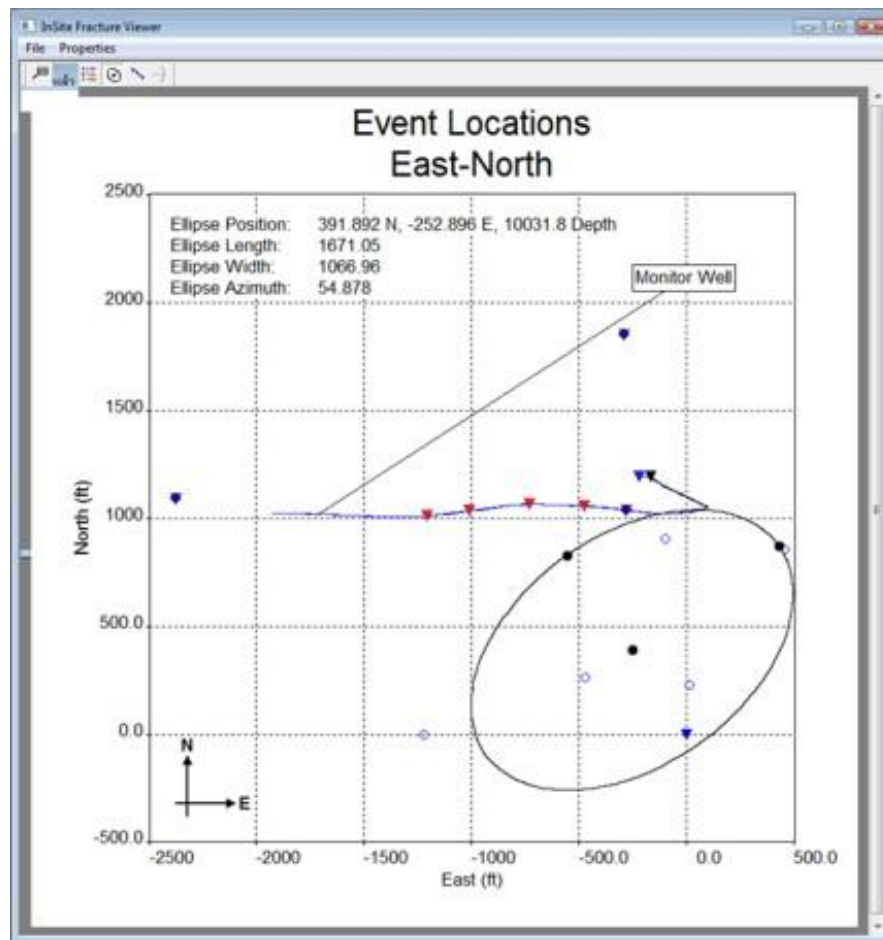 InSite Fracture Viewer
File Properties
Event Locations
East-North
Ellipse Position: 391.892 N, -252.896 E, 10031.8 Depth
Ellipse Length: 1671.05
Ellipse Width: 1066.96
Ellipse Azimuth: 54.878
Monitor Well
2500
2000
1500
1000
500.0
0.0
-500.0
North (ft)
N
E
-2500 -2000 -1500 -1000 -500.0 0.0 500.0
East (ft)